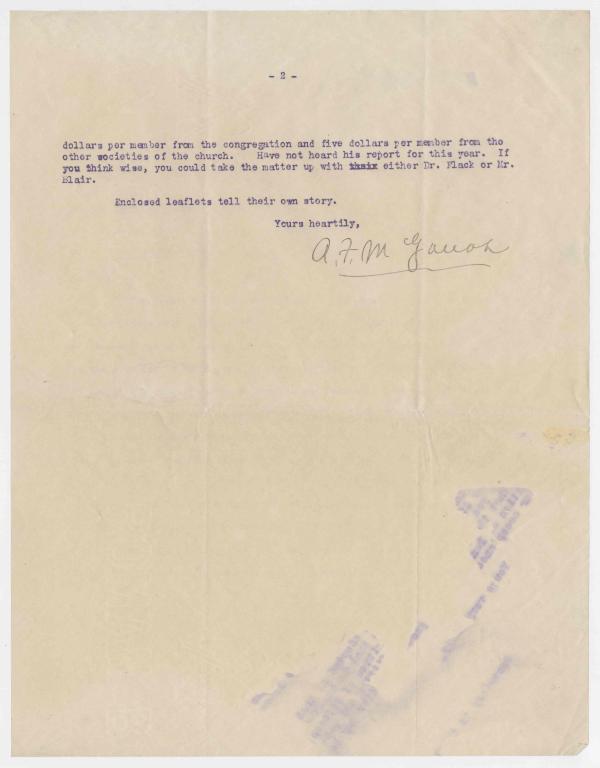 - 2 -
dollars per member from the congregation and five dollars per member from the
other societies of the church. Have not heard his report for this year. If
you think wise, you could take the matter up with either Dr. Flack or Mr.
Blair.
Enclosed leaflets tell their own story.
Yours heartily,
A. F. McGarrah